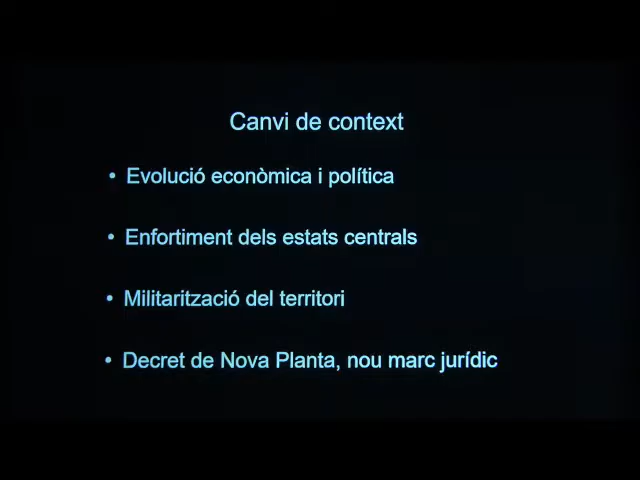 Canvi de context
• Evolució econòmica i política
• Enfortiment dels estats centrals
• Militarització del territori
• Decret de Nova Planta, nou marc jurídic